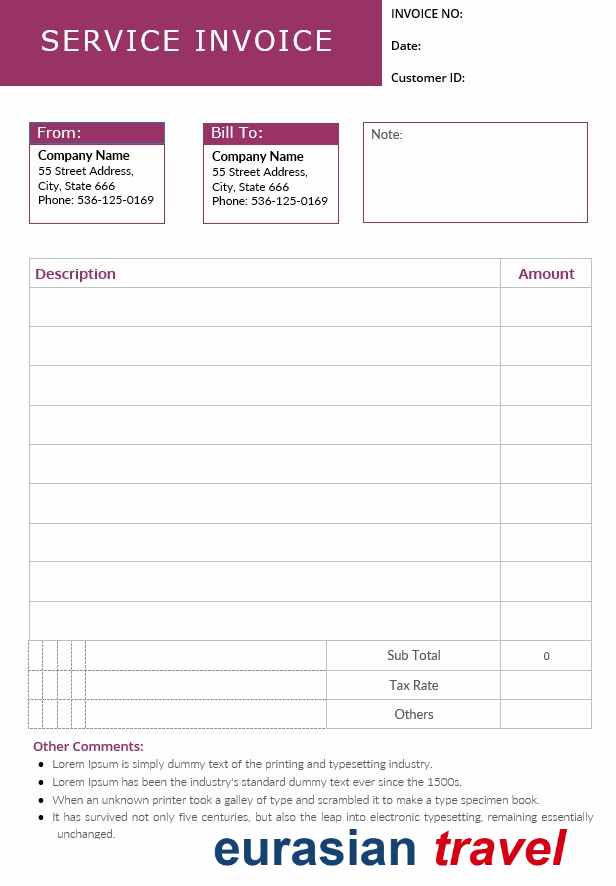 SERVICE INVOICE
INVOICE NO:
Date:
Customer ID:
From:
Company Name
55 Street Address,
City, State 666
Phone: 536-125-0169
Bill To:
Company Name
55 Street Address,
City, State 666
Phone: 536-125-0169
Note:
Description Amount
Sub Total 0
Tax Rate
Others
Other Comments:
● Lorem Ipsum is simply dummy text of the printing and typesetting industry.
● Lorem Ipsum has been the industry's standard dummy text ever since the 1500s.
● When an unknown printer took a galley of type and scrambled it to make a type specimen book.
● It has survived not only five centuries, but also the leap into electronic typesetting, remaining essentially
unchanged.
eurasian travel